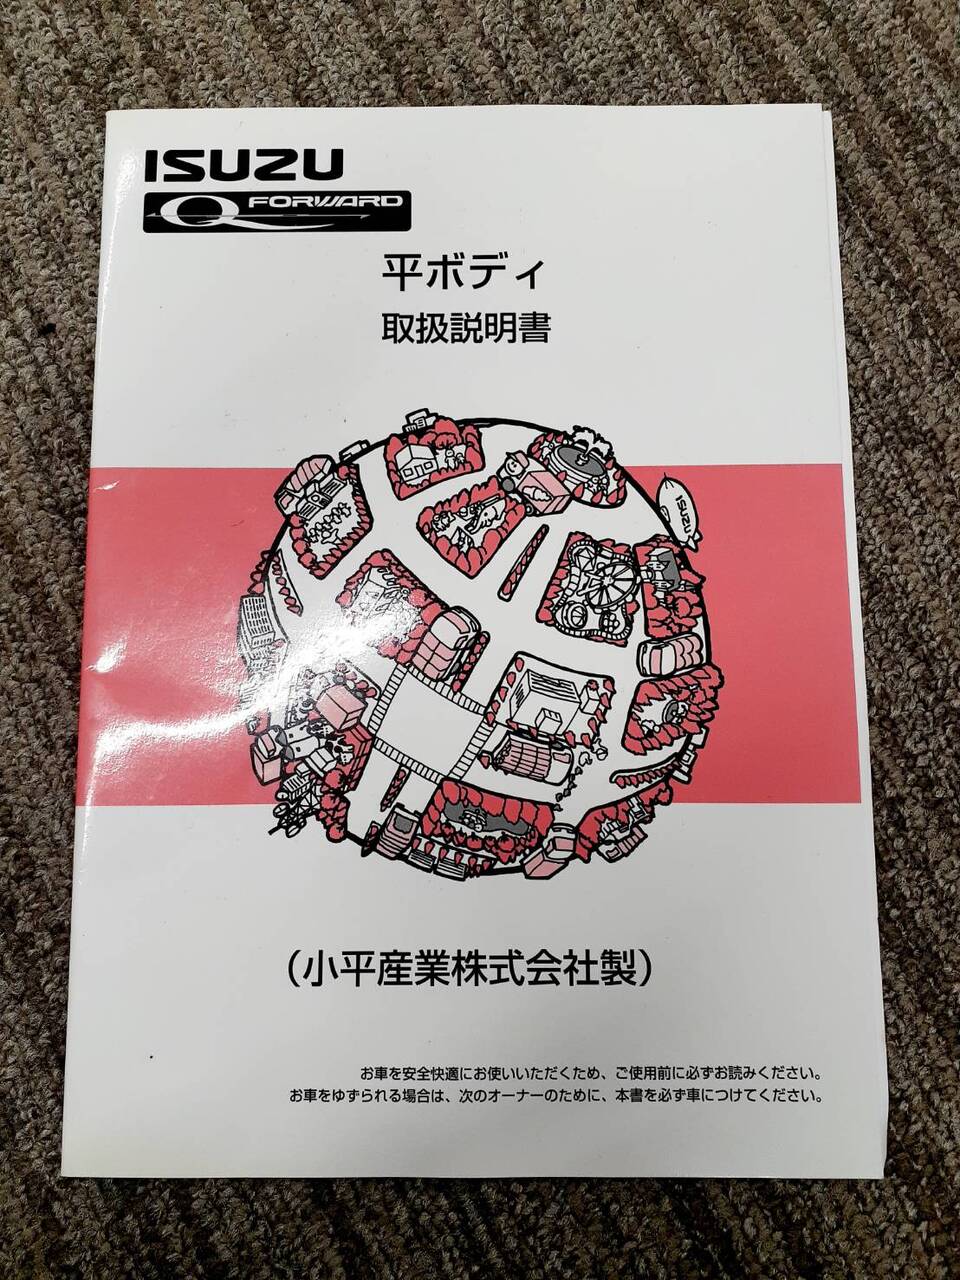 ISUZU
Q FORWARD
平ボディ
取扱説明書
ISUZU
（小平産業株式会社製）
お車を安全快適にお使いいただくため、ご使用前に必ずお読みください。
お車をゆずられる場合は、次のオーナーのために、本書を必ず車につけてください。